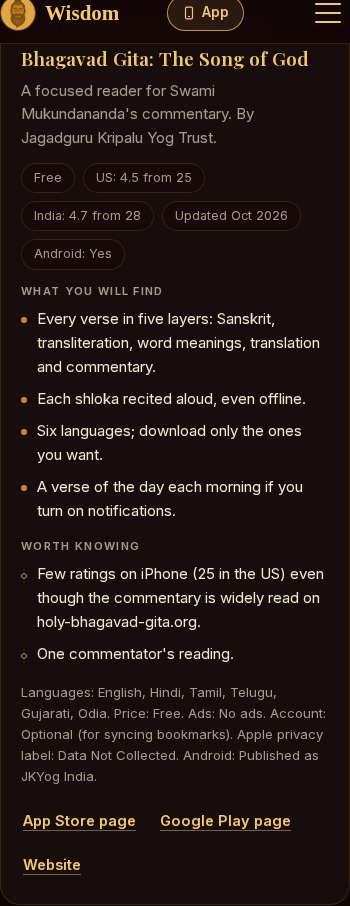 Wisdom
App
Bhagavad Gita: The Song of God
A focused reader for Swami
Mukundananda's commentary. By
Jagadguru Kripalu Yog Trust.
Free
US: 4.5 from 25
India: 4.7 from 28
Updated Oct 2026
Android: Yes
WHAT YOU WILL FIND
Every verse in five layers: Sanskrit,
transliteration, word meanings, translation
and commentary.
Each shloka recited aloud, even offline.
Six languages; download only the ones
you want.
A verse of the day each morning if you
turn on notifications.
WORTH KNOWING
Few ratings on iPhone (25 in the US) even
though the commentary is widely read on
holy-bhagavad-gita.org.
One commentator's reading.
Languages: English, Hindi, Tamil, Telugu,
Gujarati, Odia. Price: Free. Ads: No ads. Account:
Optional (for syncing bookmarks). Apple privacy
label: Data Not Collected. Android: Published as
JKYog India.
App Store page
Google Play page
Website